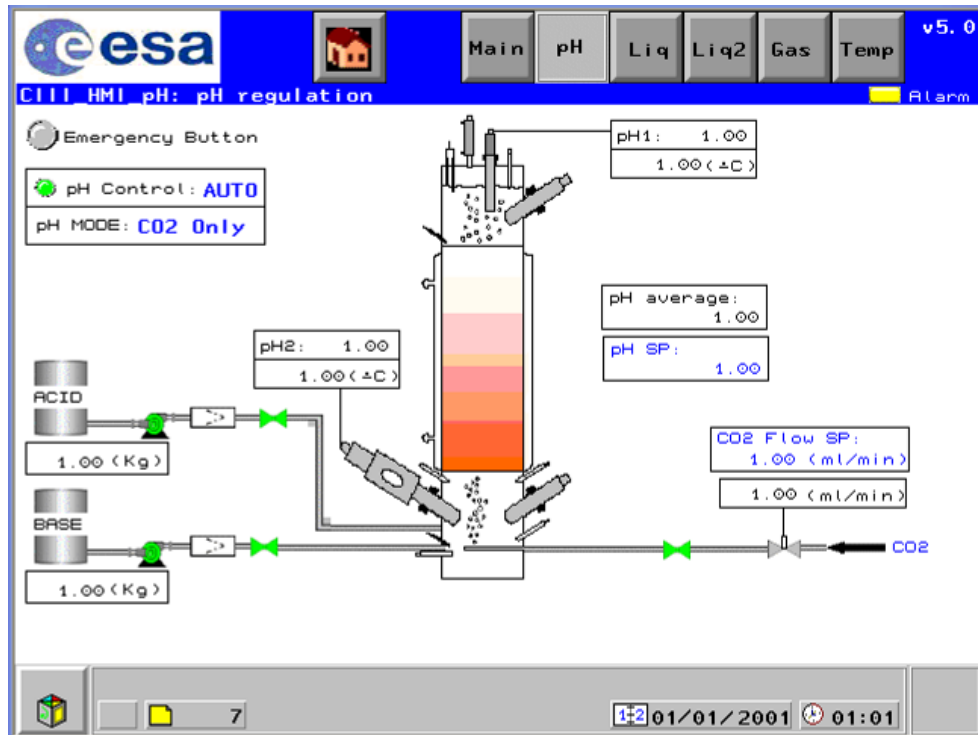 esa
Main
pH
Liq
Liq2
Gas
Temp
v5.0
CIII_HMI_pH: pH regulation
Alarm
Emergency Button
pH Control: AUTO
pH MODE: CO2 Only
pH1: 1.00
1.00(°C)
pH average:
1.00
pH SP:
1.00
pH2: 1.00
1.00(°C)
ACID
1.00(Kg)
CO2 Flow SP:
1.00 (ml/min)
1.00 (ml/min)
BASE
1.00(Kg)
CO2
7
01/01/2001
01:01